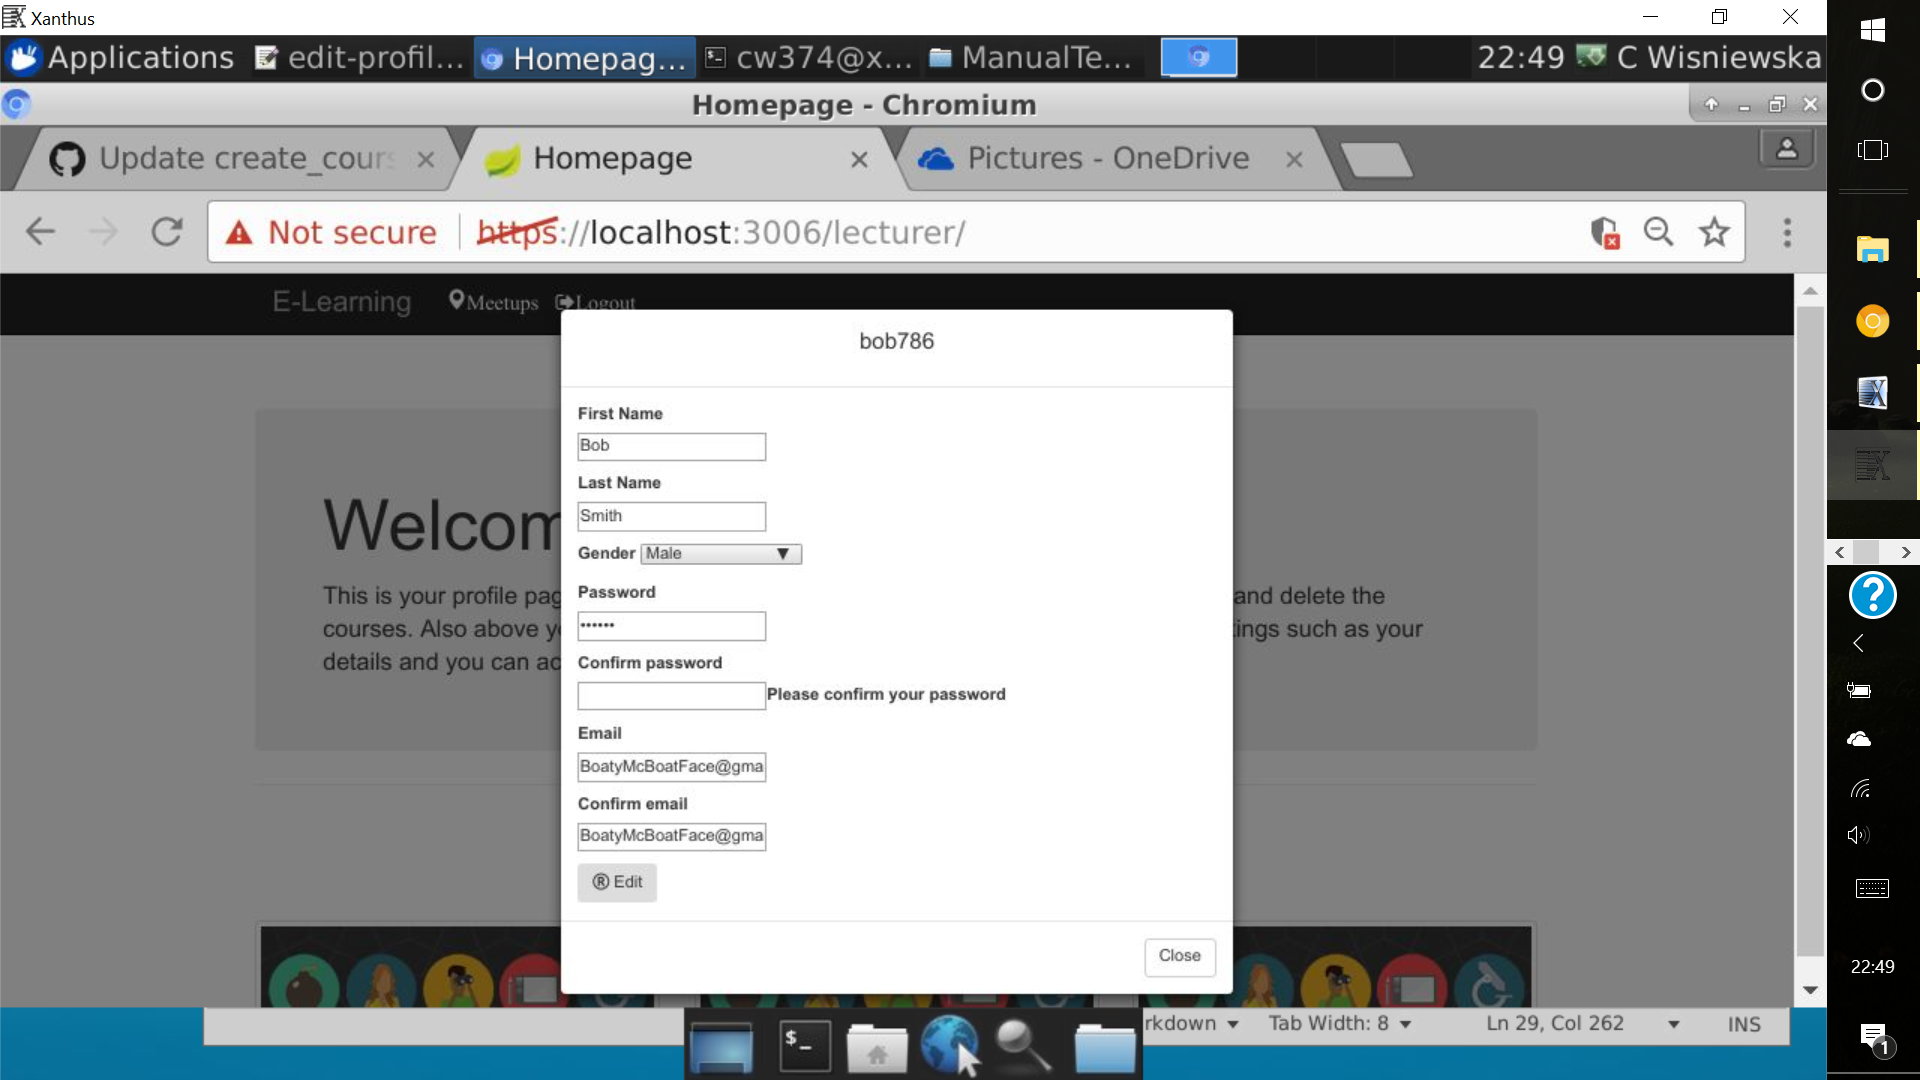 Xanthus
Applications edit-profil... Homepag... cw374@x... ManualTe... 22:49 C Wisniewska
Homepage - Chromium
Update create_cours Homepage Pictures - OneDrive
Not secure https://localhost:3006/lecturer/
E-Learning Meetups Logout
bob786
First Name
Bob
Last Name
Smith
Gender Male
Password
••••••
Confirm password
Please confirm your password
Email
BoatyMcBoatFace@gma
Confirm email
BoatyMcBoatFace@gma
® Edit
Close
Welcom
This is your profile pag and delete the
courses. Also above y ings such as your
details and you can ac
rkdown Tab Width: 8 Ln 29, Col 262 INS
$_
22:49
1